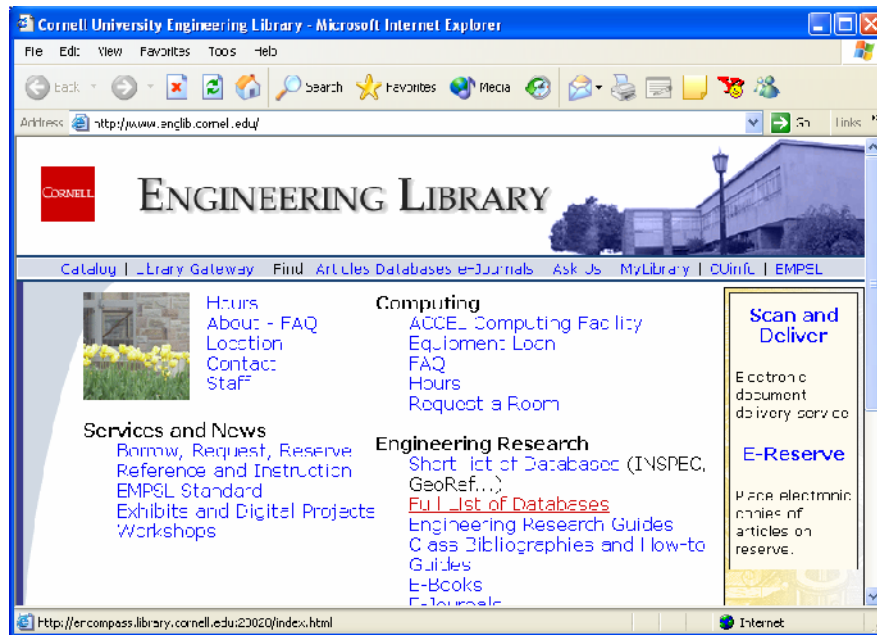 Cornell University Engineering Library - Microsoft Internet Explorer
File Edit View Favorites Tools Help
Back Search Favorites Media
Address http://www.englib.cornell.edu/ Go Links
CORNELL
ENGINEERING LIBRARY
Catalog | Library Gateway Find Articles Databases e-Journals Ask Us MyLibrary | CUinfo | EMPSL
Hours
About - FAQ
Location
Contact
Staff
Services and News
Borrow, Request, Reserve
Reference and Instruction
EMPSL Standard
Exhibits and Digital Projects
Workshops
Computing
ACCEL Computing Facility
Equipment Loan
FAQ
Hours
Request a Room
Engineering Research
Short list of Databases (INSPEC,
GeoRef...)
Full List of Databases
Engineering Research Guides
Class Bibliographies and How-to
Guides
E-Books
E-Journals
Scan and
Deliver
Electronic
document
delivery service
E-Reserve
Place electronic
copies of
articles on
reserve.
http://encompass.library.cornell.edu:20020/index.html Internet